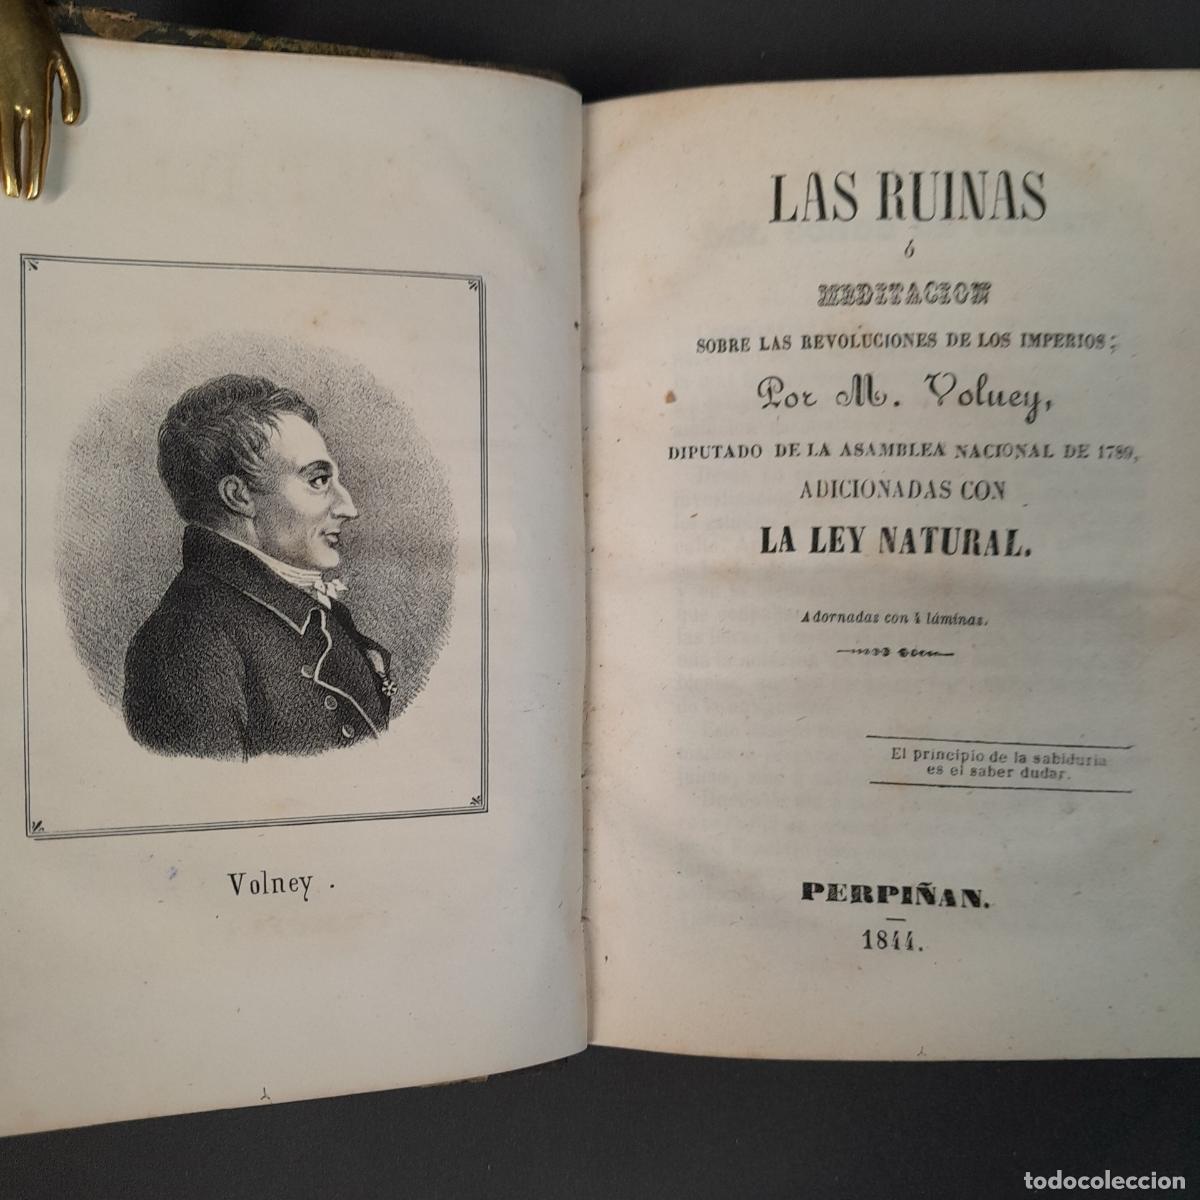 Volney.
LAS RUINAS
ó
MEDITACION
SOBRE LAS REVOLUCIONES DE LOS IMPERIOS;
Por M. Volney,
DIPUTADO DE LA ASAMBLEA NACIONAL DE 1789,
ADICIONADAS CON
LA LEY NATURAL.
Adornadas con 4 láminas.
El principio de la sabiduria
es el saber dudar.
PERPIÑAN.
1844.
todocoleccion